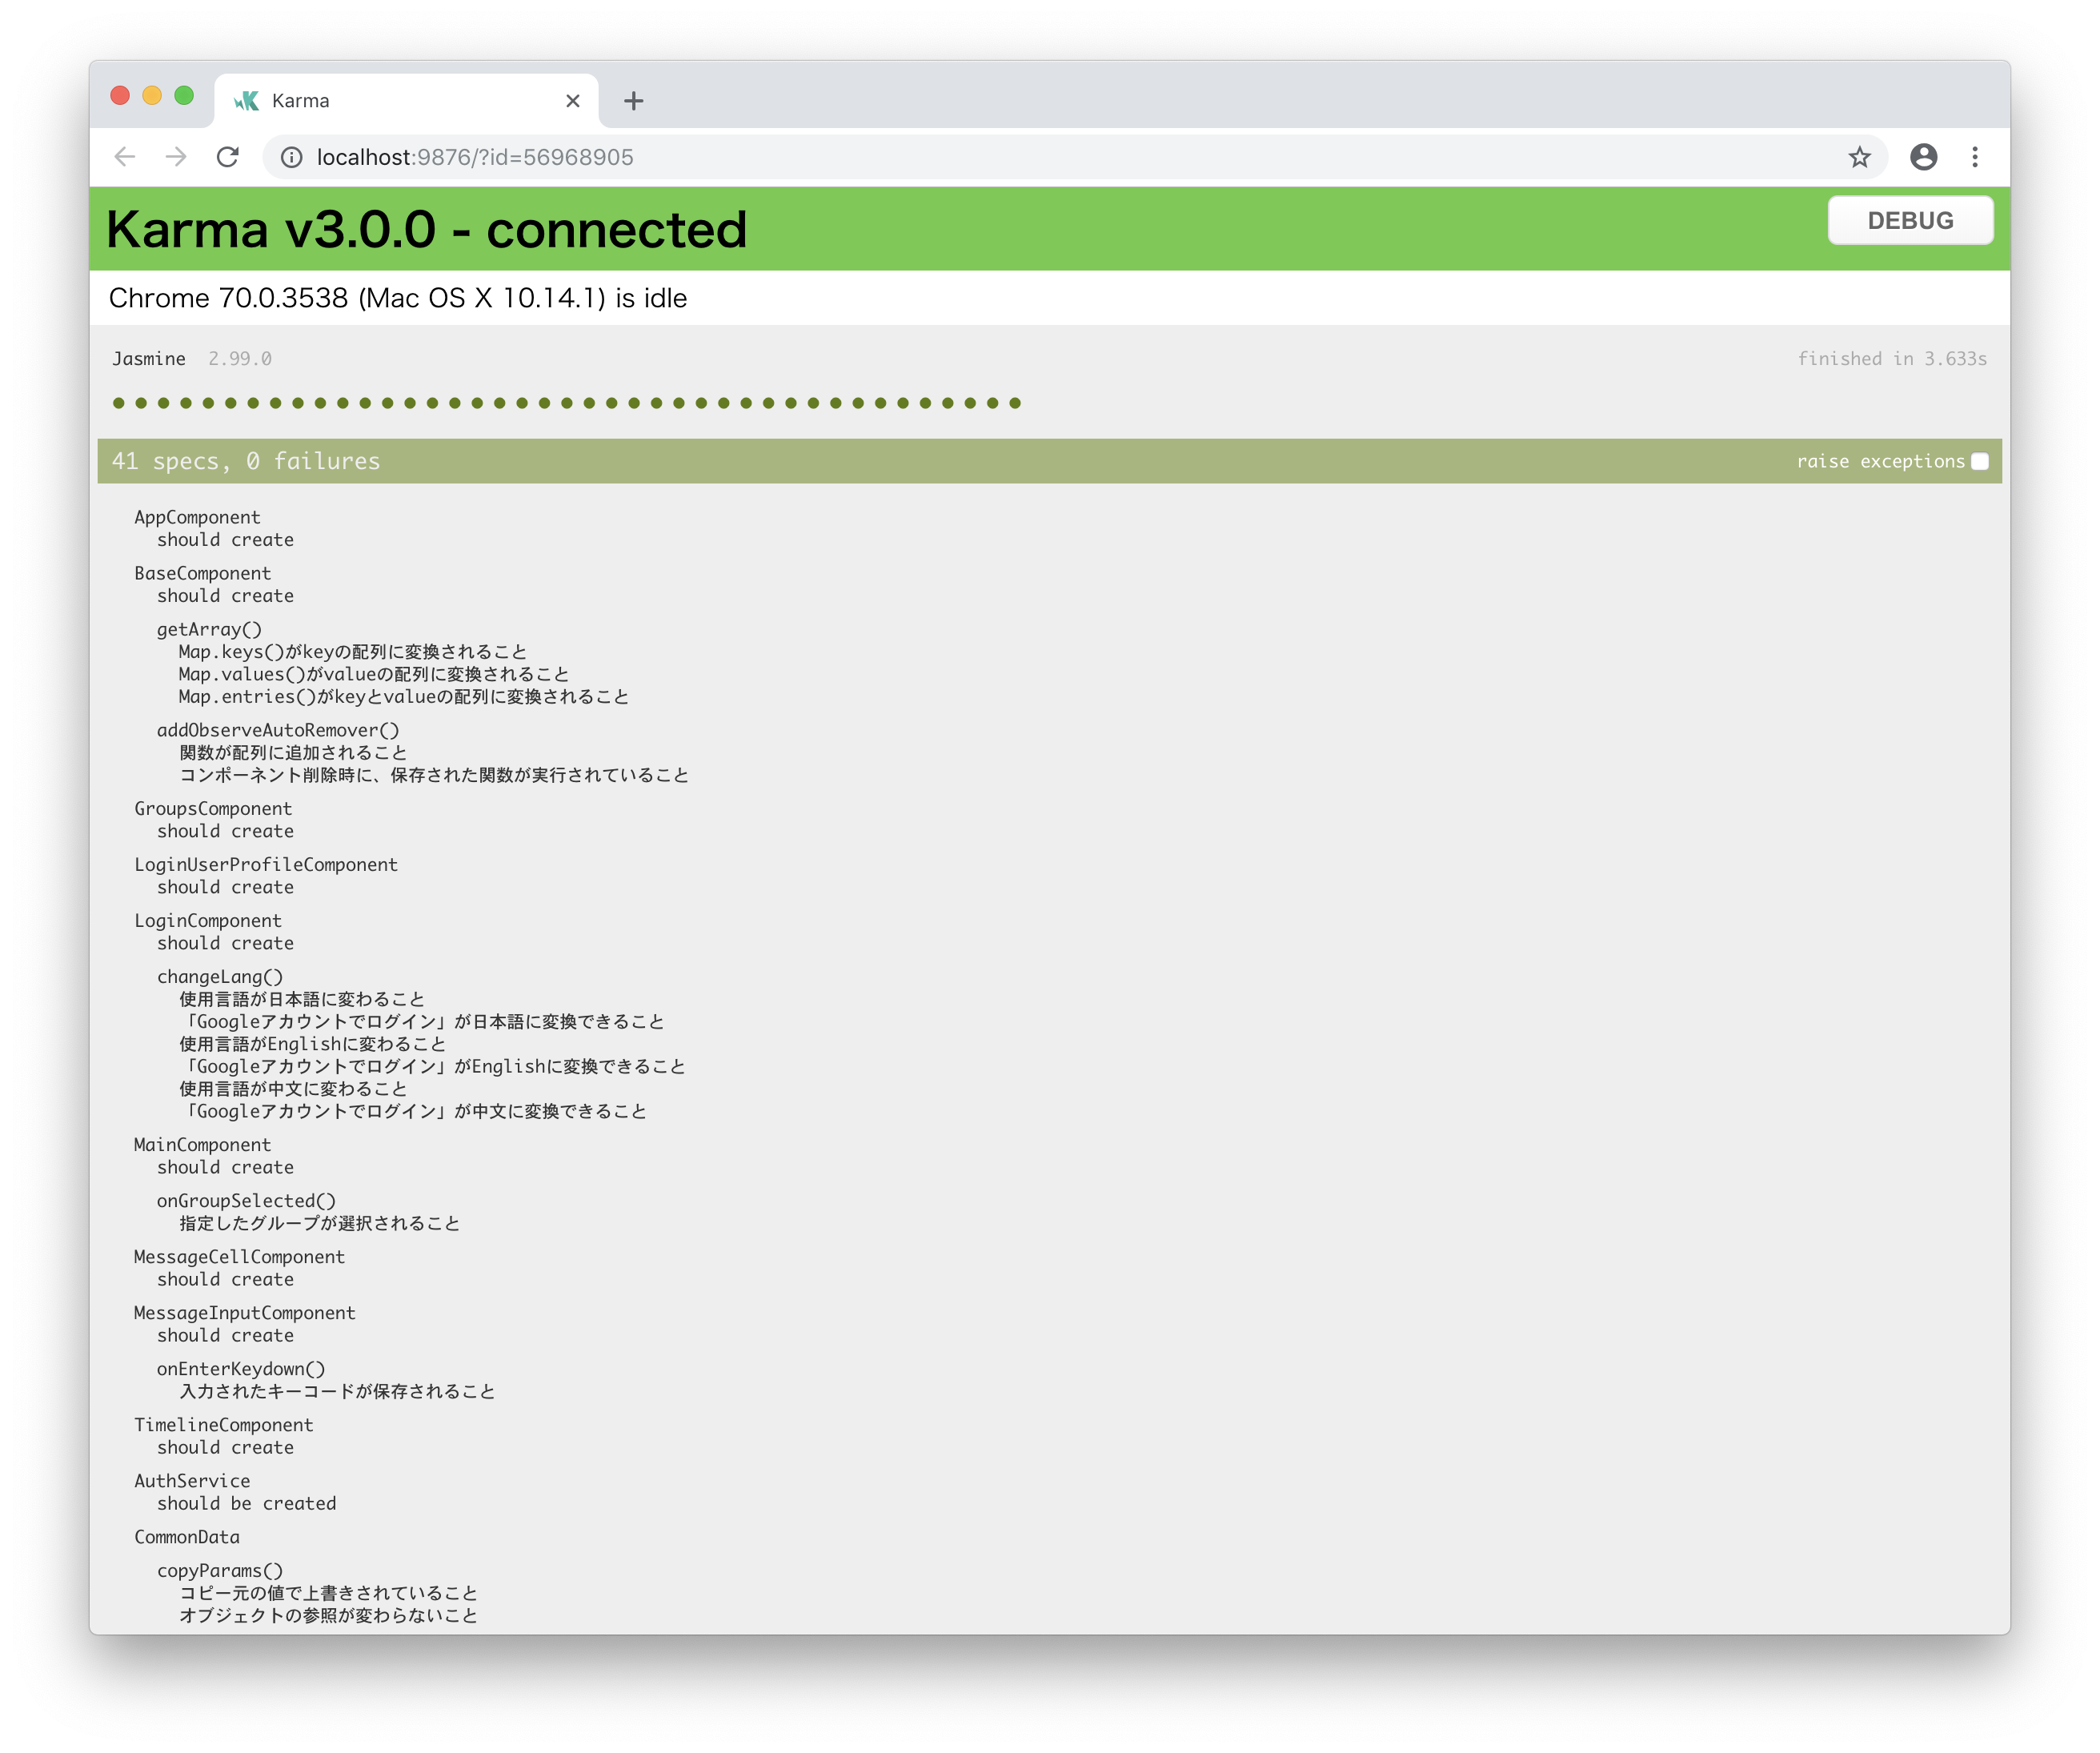 Karma
localhost:9876/?id=56968905
Karma v3.0.0 - connected
DEBUG
Chrome 70.0.3538 (Mac OS X 10.14.1) is idle
Jasmine 2.99.0
finished in 3.633s
41 specs, 0 failures
raise exceptions
AppComponent
should create
BaseComponent
should create
getArray()
Map.keys()がkeyの配列に変換されること
Map.values()がvalueの配列に変換されること
Map.entries()がkeyとvalueの配列に変換されること
addObserveAutoRemover()
関数が配列に追加されること
コンポーネント削除時に、保存された関数が実行されていること
GroupsComponent
should create
LoginUserProfileComponent
should create
LoginComponent
should create
changeLang()
使用言語が日本語に変わること
「Googleアカウントでログイン」が日本語に変換できること
使用言語がEnglishに変わること
「Googleアカウントでログイン」がEnglishに変換できること
使用言語が中文に変わること
「Googleアカウントでログイン」が中文に変換できること
MainComponent
should create
onGroupSelected()
指定したグループが選択されること
MessageCellComponent
should create
MessageInputComponent
should create
onEnterKeydown()
入力されたキーコードが保存されること
TimelineComponent
should create
AuthService
should be created
CommonData
copyParams()
コピー元の値で上書きされていること
オブジェクトの参照が変わらないこと